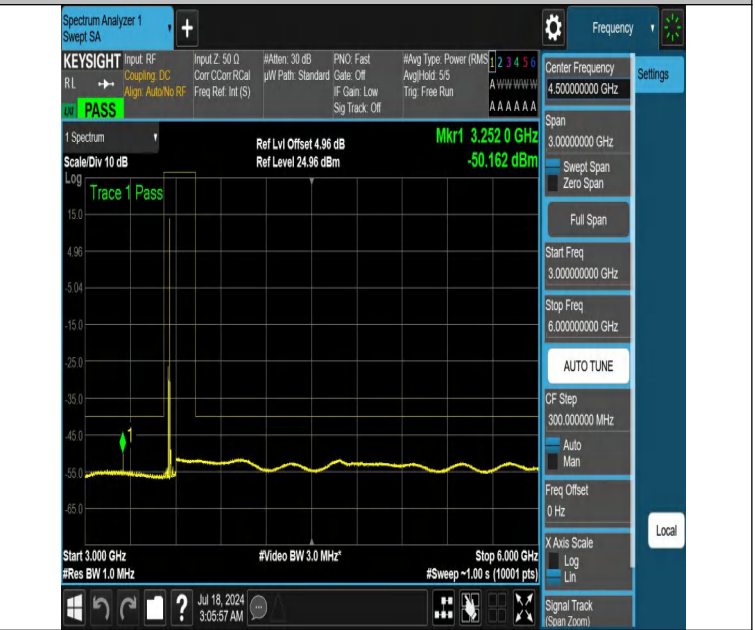 Spectrum Analyzer 1
Swept SA
+
Frequency
KEYSIGHT
RL
PASS
Input: RF
Coupling: DC
Align: Auto/No RF
Input Z: 50 Ω
Corr CCorr RCal
Freq Ref: Int (S)
#Atten: 30 dB
µW Path: Standard
PNO: Fast
Gate: Off
IF Gain: Low
Sig Track: Off
#Avg Type: Power (RMS
Avg|Hold: 5/5
Trig: Free Run
1 2 3 4 5 6
A W W W W W
A A A A A A
1 Spectrum
Scale/Div 10 dB
Log
Ref Lvl Offset 4.96 dB
Ref Level 24.96 dBm
Mkr1 3.252 0 GHz
-50.162 dBm
Trace 1 Pass
15.0
4.96
-5.04
-15.0
-25.0
-35.0
-45.0
-55.0
-65.0
1
Start 3.000 GHz
#Res BW 1.0 MHz
#Video BW 3.0 MHz*
Stop 6.000 GHz
#Sweep ~1.00 s (10001 pts)
Center Frequency
4.500000000 GHz
Span
3.00000000 GHz
Swept Span
Zero Span
Full Span
Start Freq
3.000000000 GHz
Stop Freq
6.000000000 GHz
AUTO TUNE
CF Step
300.000000 MHz
Auto
Man
Freq Offset
0 Hz
X Axis Scale
Log
Lin
Signal Track
(Span Zoom)
Settings
Local
?
Jul 18, 2024
3:05:57 AM